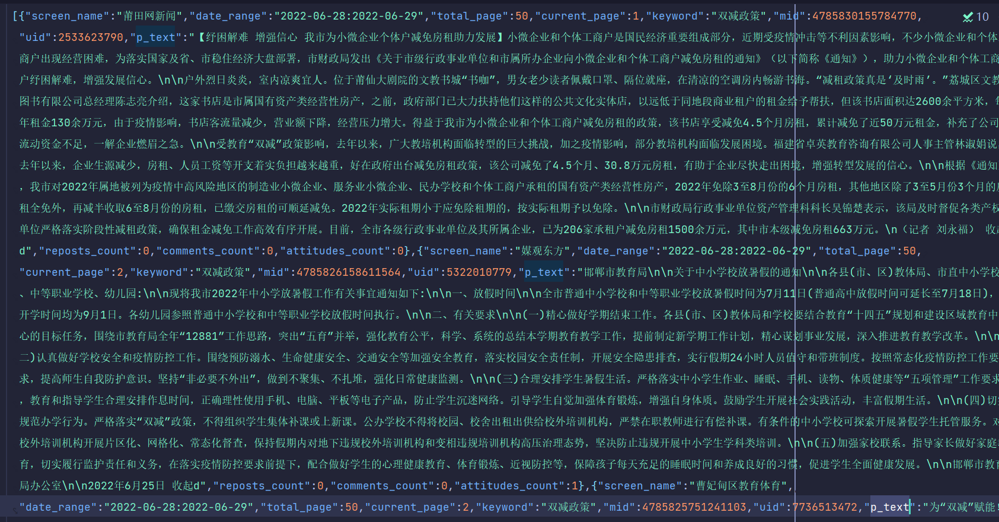 [{"screen_name":"莆田网新闻","date_range":"2022-06-28:2022-06-29","total_page":50,"current_page":1,"keyword":"双减政策","mid":4785830155784770, 10
"uid":2533623790,"p_text":"【纾困解难 增强信心 我市为小微企业个体户减免房租助力发展】小微企业和个体工商户是国民经济重要组成部分，近期受疫情冲击等不利因素影响，不少小微企业和个体
商户出现经营困难，为落实国家及省、市稳住经济大盘部署，市财政局发出《关于市级行政事业单位和市属所办企业向小微企业和个体工商户减免房租的通知》（以下简称《通知》），助力小微企业和个体工商
户纾困解难，增强发展信心。\n\n户外烈日炎炎，室内凉爽宜人。位于莆仙大剧院的文教书城“书咖”，男女老少读者佩戴口罩、隔位就座，在清凉的空调房内畅游书海。“减租政策真是‘及时雨’。”荔城区文教
图书有限公司总经理陈志亮介绍，这家书店是市属国有资产类经营性房产，之前，政府部门已大力扶持他们这样的公共文化实体店，以远低于同地段商业租户的租金给予帮扶，但该书店面积达2600余平方米，每
年租金130余万元，由于疫情影响，书店客流量减少，营业额下降，经营压力增大。得益于我市为小微企业和个体工商户减免房租的政策，该书店享受减免4.5个月房租，累计减免了近50万元租金，补充了公司
流动资金不足，一解企业燃眉之急。\n\n受教育“双减”政策影响，去年以来，广大教培机构面临转型的巨大挑战，加之疫情影响，部分教培机构面临发展困境。福建省卓英教育咨询有限公司人事主管林淑娟说，
去年以来，企业生源减少，房租、人员工资等开支着实负担越来越重，好在政府出台减免房租政策，该公司减免了4.5个月、30.8万元房租，有助于企业尽快走出困境，增强转型发展的信心。\n\n根据《通知
，我市对2022年属地被列为疫情中高风险地区的制造业小微企业、服务业小微企业、民办学校和个体工商户承租的国有资产类经营性房产，2022年免除3至8月份的6个月房租，其他地区除了3至5月份3个月的房
租全免外，再减半收取6至8月份的房租，已缴交房租的可顺延减免。2022年实际租期小于应免除租期的，按实际租期予以免除。\n\n市财政局行政事业单位资产管理科科长吴锦楚表示，该局及时督促各类产权
单位严格落实阶段性减租政策，确保租金减免工作高效有序开展。目前，全市各级行政事业单位及其所属企业，已为206家承租户减免房租1500余万元，其中市本级减免房租663万元。\n（记者 刘永福） 收起
d","reposts_count":0,"comments_count":0,"attitudes_count":0},{"screen_name":"媒观东方","date_range":"2022-06-28:2022-06-29","total_page":50,
"current_page":2,"keyword":"双减政策","mid":4785826158611564,"uid":5322010779,"p_text":"邯郸市教育局\n\n关于中小学校放暑假的通知\n\n各县(市、区)教体局、市直中小学校
、中等职业学校、幼儿园:\n\n现将我市2022年中小学放暑假工作有关事宜通知如下:\n\n一、放假时间\n\n全市普通中小学校和中等职业学校放暑假时间为7月11日(普通高中放假时间可延长至7月18日)，
开学时间均为9月1日。各幼儿园参照普通中小学校和中等职业学校放假时间执行。\n\n二、有关要求\n\n(一)精心做好学期结束工作。各县(市、区)教体局和学校要结合教育“十四五”规划和建设区域教育中
心的目标任务，围绕市教育局全年“12881”工作思路，突出“五育”并举，强化教育公平，科学、系统的总结本学期教育教学工作，提前制定新学期工作计划，精心谋划事业发展，深入推进教育教学改革。\n\n
二)认真做好学校安全和疫情防控工作。围绕预防溺水、生命健康安全、交通安全等加强安全教育，落实校园安全责任制，开展安全隐患排查，实行假期24小时人员值守和带班制度。按照常态化疫情防控工作要
求，提高师生自我防护意识。坚持“非必要不外出”，做到不聚集、不扎堆，强化日常健康监测。\n\n(三)合理安排学生暑假生活。严格落实中小学生作业、睡眠、手机、读物、体质健康等“五项管理”工作要求
，教育和指导学生合理安排作息时间，正确理性使用手机、电脑、平板等电子产品，防止学生沉迷网络。引导学生自觉加强体育锻炼，增强自身体质。鼓励学生开展社会实践活动，丰富假期生活。\n\n(四)切实
规范办学行为。严格落实“双减”政策，不得组织学生集体补课或上新课。公办学校不得将校园、校舍出租出供给校外培训机构，严禁在职教师进行有偿补课。有条件的中小学校可探索开展暑假学生托管服务。对
校外培训机构开展片区化、网格化、常态化督查，保持假期内对地下违规校外培训机构和变相违规培训机构高压治理态势，坚决防止违规开展中小学生学科类培训。\n\n(五)加强家校联系。指导家长做好家庭教
育，切实履行监护责任和义务，在落实疫情防控要求前提下，配合做好学生的心理健康教育、体育锻炼、近视防控等，保障孩子每天充足的睡眠时间和养成良好的习惯，促进学生全面健康发展。\n\n邯郸市教育
局办公室\n\n2022年6月25日 收起d","reposts_count":0,"comments_count":0,"attitudes_count":1},{"screen_name":"曹妃甸区教育体育",
"date_range":"2022-06-28:2022-06-29","total_page":50,"current_page":2,"keyword":"双减政策","mid":4785825751241103,"uid":7736513472,"p_text":"为“双减”赋能！